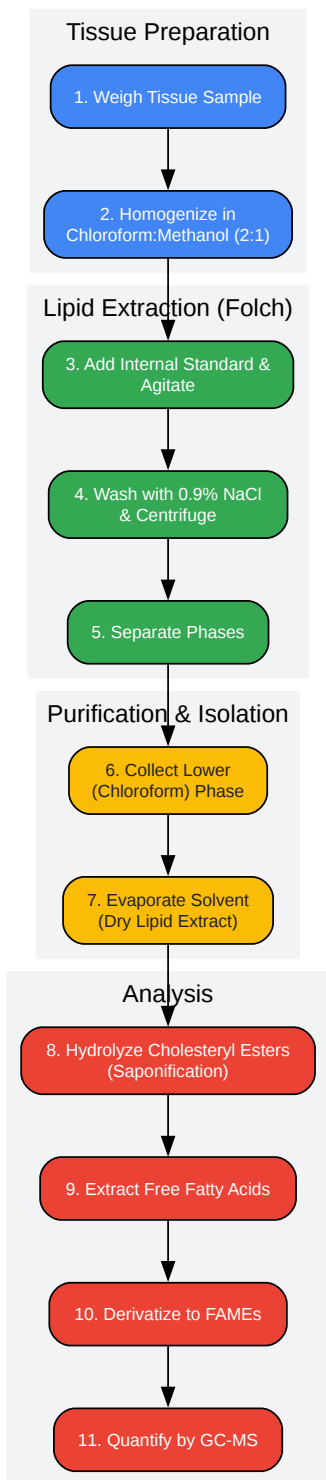 Tissue Preparation
1. Weigh Tissue Sample
2. Homogenize in
Chloroform:Methanol (2:1)
Lipid Extraction (Folch)
3. Add Internal Standard &
Agitate
4. Wash with 0.9% NaCl
& Centrifuge
5. Separate Phases
Purification & Isolation
6. Collect Lower
(Chloroform) Phase
7. Evaporate Solvent
(Dry Lipid Extract)
Analysis
8. Hydrolyze Cholesteryl Esters
(Saponification)
9. Extract Free Fatty Acids
10. Derivatize to FAMEs
11. Quantify by GC-MS